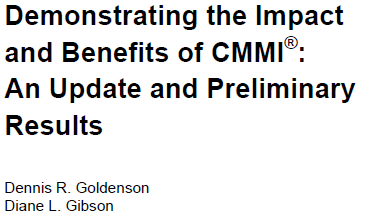 Demonstrating the Impact
and Benefits of CMMI®:
An Update and Preliminary
Results
Dennis R. Goldenson
Diane L. Gibson